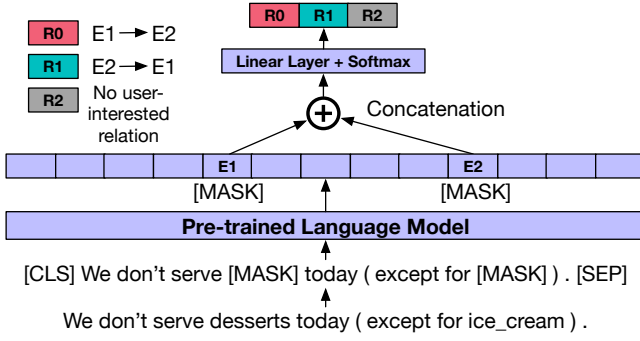 R0 R1 R2
R0 E1 → E2
R1 E2 → E1
R2 No user-
interested
relation
Linear Layer + Softmax
Concatenation
E1 E2
[MASK] [MASK]
Pre-trained Language Model
[CLS] We don't serve [MASK] today ( except for [MASK] ) . [SEP]
We don't serve desserts today ( except for ice_cream ) .